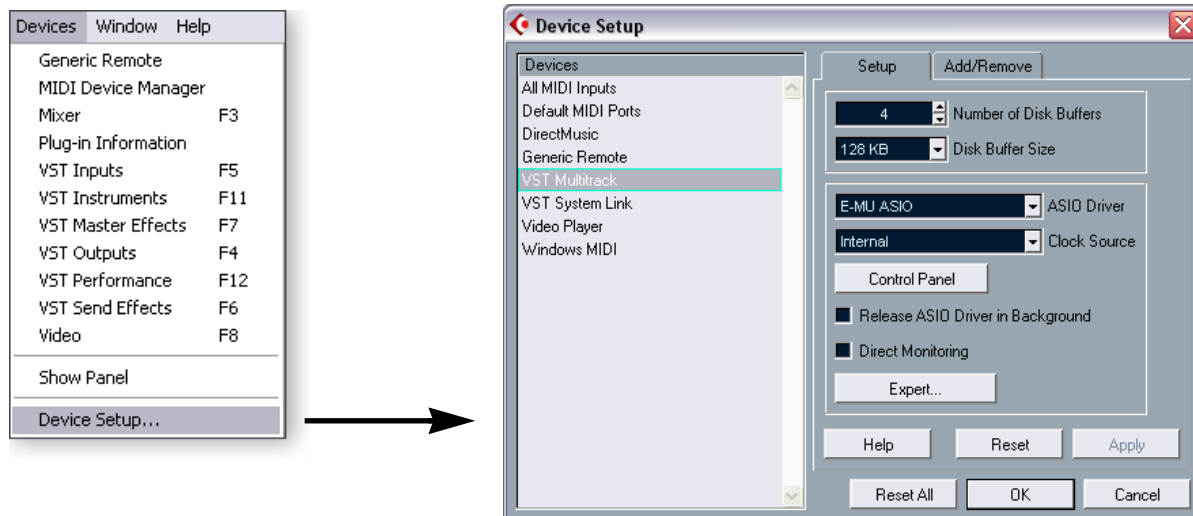 Devices Window Help
Generic Remote
MIDI Device Manager
Mixer F3
Plug-in Information
VST Inputs F5
VST Instruments F11
VST Master Effects F7
VST Outputs F4
VST Performance F12
VST Send Effects F6
Video F8
Show Panel
Device Setup...
Device Setup
Devices
All MIDI Inputs
Default MIDI Ports
DirectMusic
Generic Remote
VST Multitrack
VST System Link
Video Player
Windows MIDI
Setup Add/Remove
4 Number of Disk Buffers
128 KB Disk Buffer Size
E-MU ASIO ASIO Driver
Internal Clock Source
Control Panel
Release ASIO Driver in Background
Direct Monitoring
Expert...
Help Reset Apply
Reset All OK Cancel